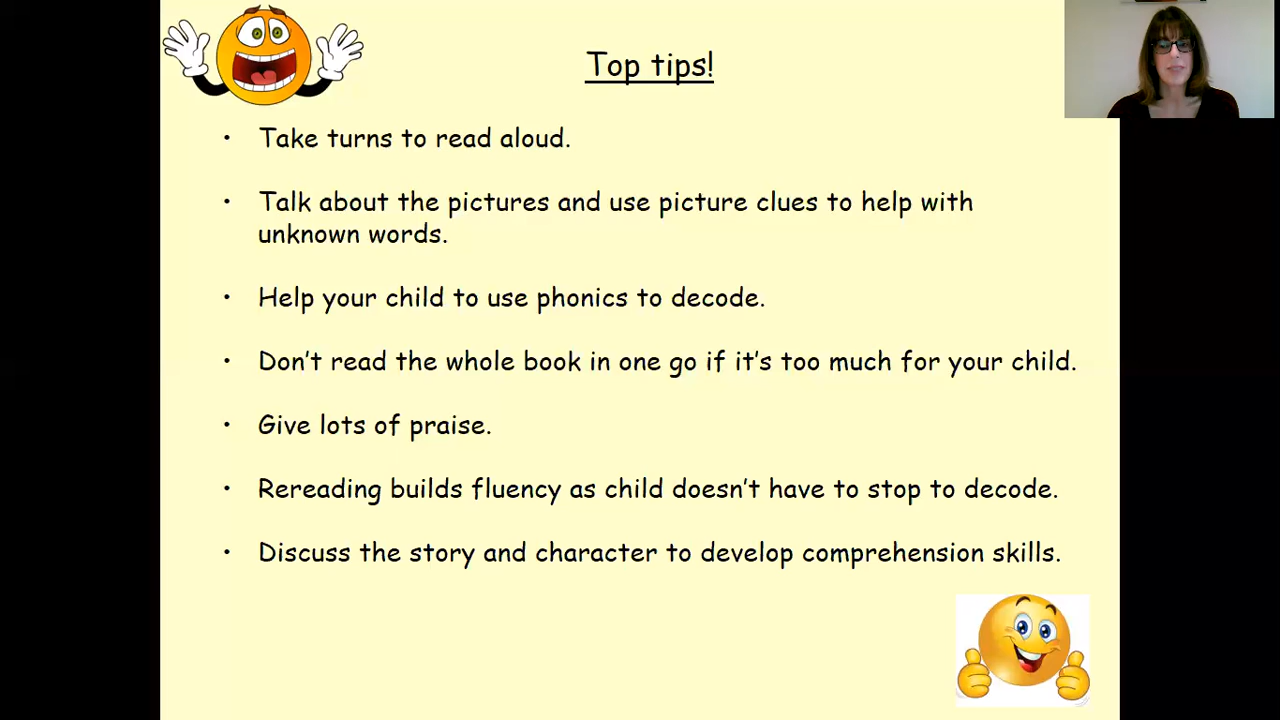 Top tips!
• Take turns to read aloud.
• Talk about the pictures and use picture clues to help with
unknown words.
• Help your child to use phonics to decode.
• Don't read the whole book in one go if it's too much for your child.
• Give lots of praise.
• Rereading builds fluency as child doesn't have to stop to decode.
• Discuss the story and character to develop comprehension skills.